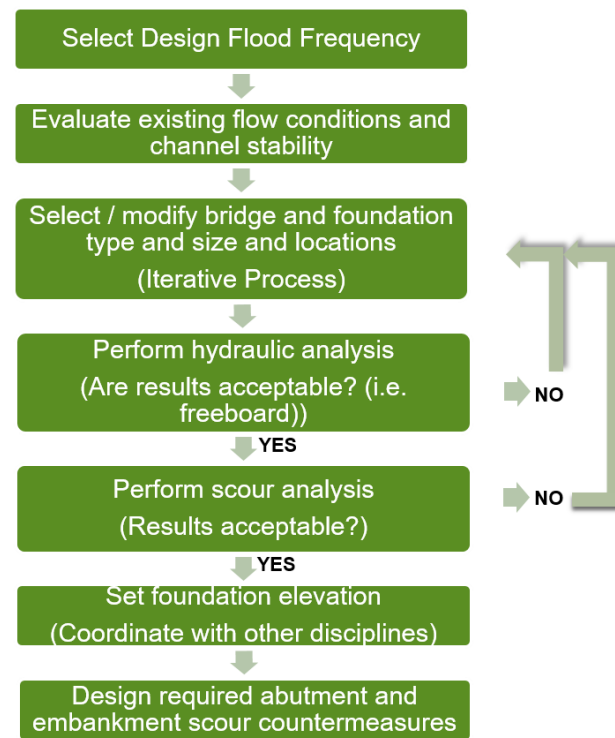 Select Design Flood Frequency
Evaluate existing flow conditions and
channel stability
Select / modify bridge and foundation
type and size and locations
(Iterative Process)
Perform hydraulic analysis
(Are results acceptable? (i.e.
freeboard))
NO
YES
Perform scour analysis
(Results acceptable?)
NO
YES
Set foundation elevation
(Coordinate with other disciplines)
Design required abutment and
embankment scour countermeasures